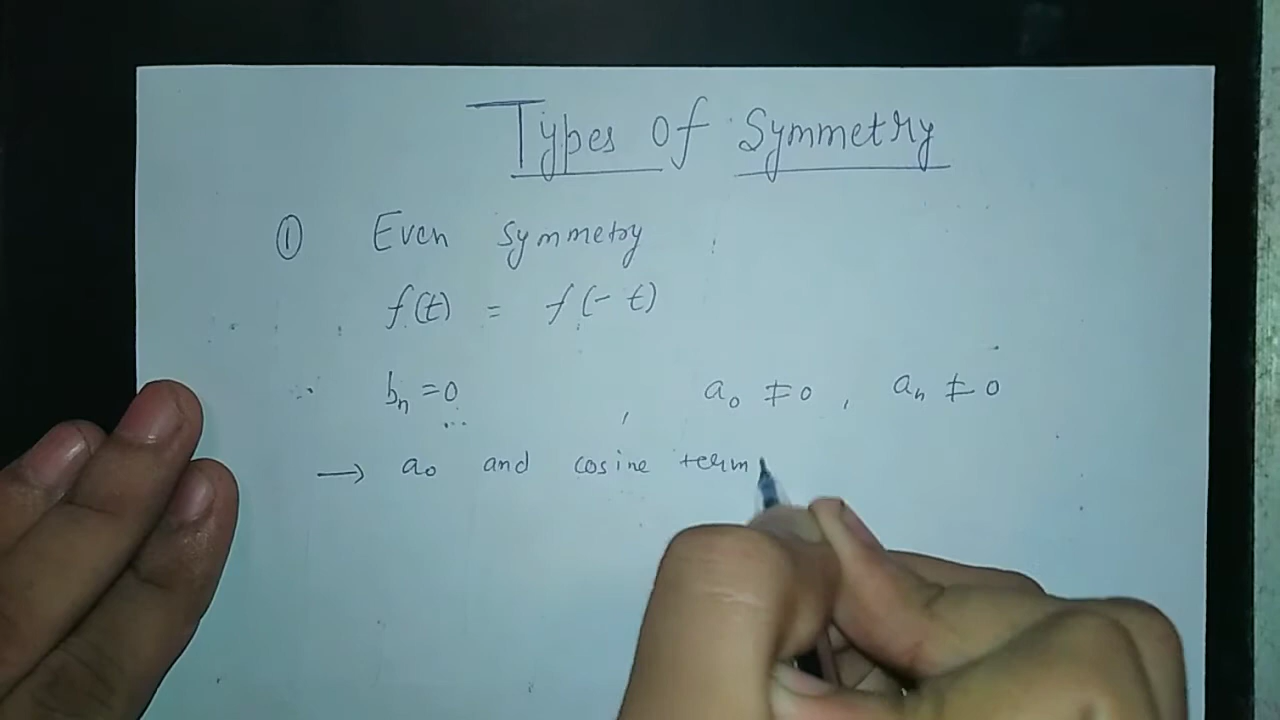 Types of Symmetry
① Even symmetry
f(t) = f(- t)
∴ bn = 0 , a0 ≠ 0 , an ≠ 0
→ a0 and cosine term